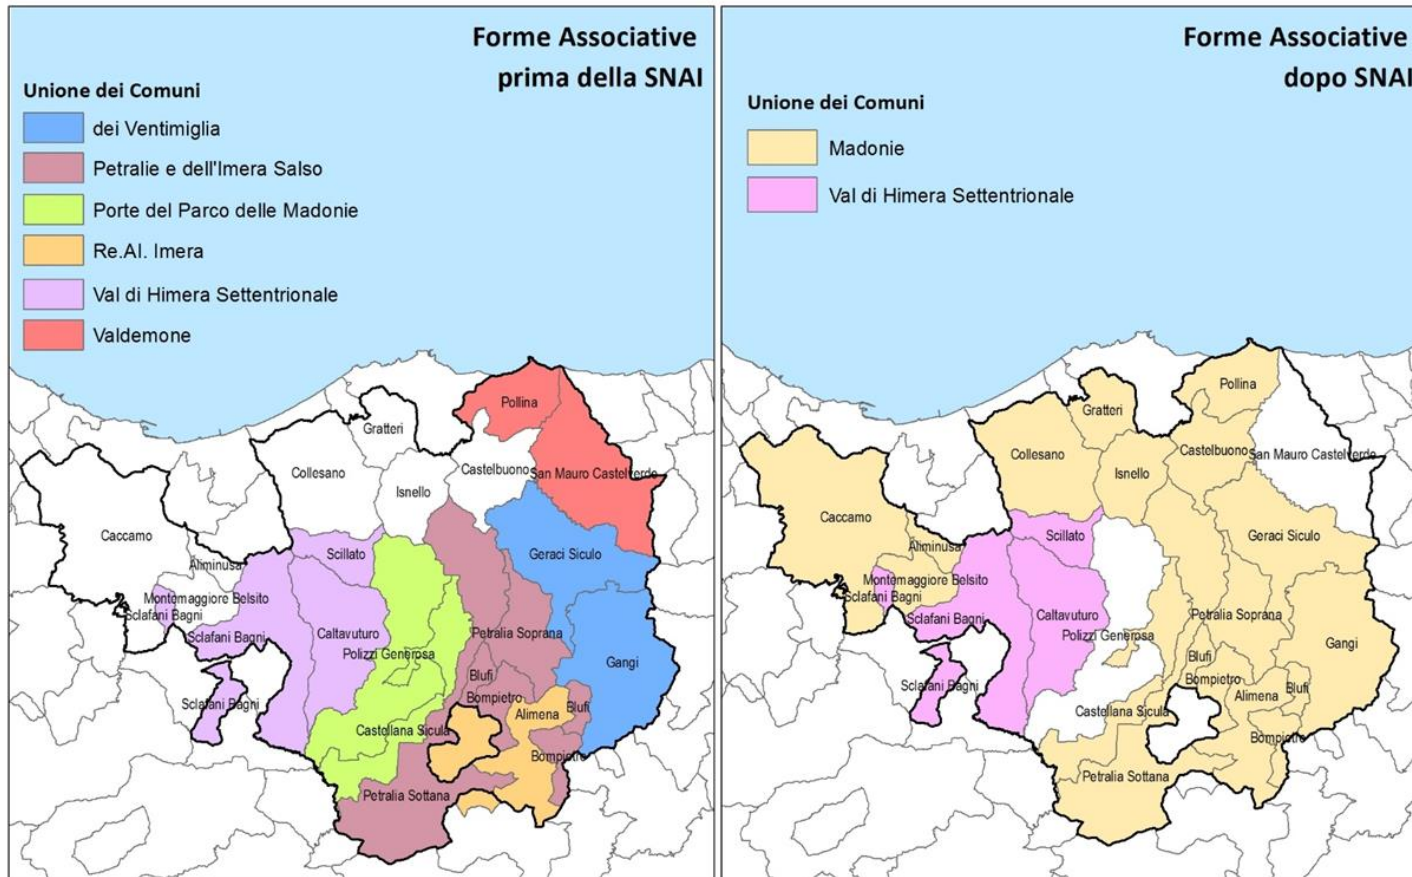 Forme Associative
prima della SNAI
Unione dei Comuni
dei Ventimiglia
Petralie e dell'Imera Salso
Porte del Parco delle Madonie
Re.Al. Imera
Val di Himera Settentrionale
Valdemone
Pollina
Gratteri
Collesano
Castelbuono
San Mauro Castelverde
Isnello
Caccamo
Scillato
Geraci Siculo
Aliminusa
Montemaggiore Belsito
Sclafani Bagni
Sclafani Bagni
Caltavuturo
Petralia Soprana
Polizzi Generosa
Gangi
Blufi
Bompietro
Sclafani Bagni
Alimena
Blufi
Castellana Sicula
Bompietro
Petralia Sottana
Forme Associative
dopo SNAI
Unione dei Comuni
Madonie
Val di Himera Settentrionale
Pollina
Gratteri
Collesano
Castelbuono
San Mauro Castelverde
Isnello
Caccamo
Scillato
Geraci Siculo
Aliminusa
Montemaggiore Belsito
Sclafani Bagni
Sclafani Bagni
Caltavuturo
Petralia Soprana
Polizzi Generosa
Gangi
Blufi
Bompietro
Sclafani Bagni
Alimena
Blufi
Castellana Sicula
Bompietro
Petralia Sottana